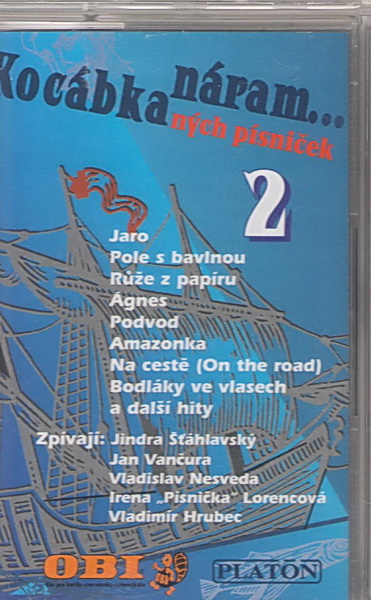 Kocábka náram...
ných písniček
2
Jaro
Pole s bavlnou
Růže z papíru
Agnes
Podvod
Amazonka
Na cestě (On the road)
Bodláky ve vlasech
a další hity
Zpívají: Jindra Šťáhlavský
Jan Vančura
Vladislav Nesveda
Irena „Písnička“ Lorencová
Vladimír Hrubec
OBI
PLATÓN